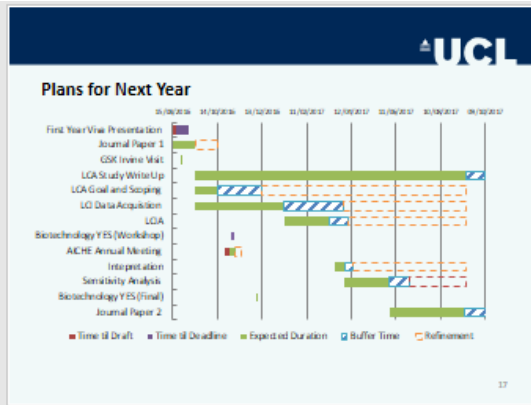 UCL
Plans for Next Year
15/08/2016 14/10/2016 13/12/2016 11/02/2017 12/04/2017 11/06/2017 10/08/2017 09/10/2017
First Year Viva Presentation
Journal Paper 1
GSK Irvine Visit
LCA Study Write Up
LCA Goal and Scoping
LCI Data Acquisition
LCIA
Biotechnology YES (Workshop)
AICHE Annual Meeting
Intepretation
Sensitivity Analysis
Biotechnology YES (Final)
Journal Paper 2
Time til Draft Time til Deadline Expected Duration Buffer Time Refinement
17